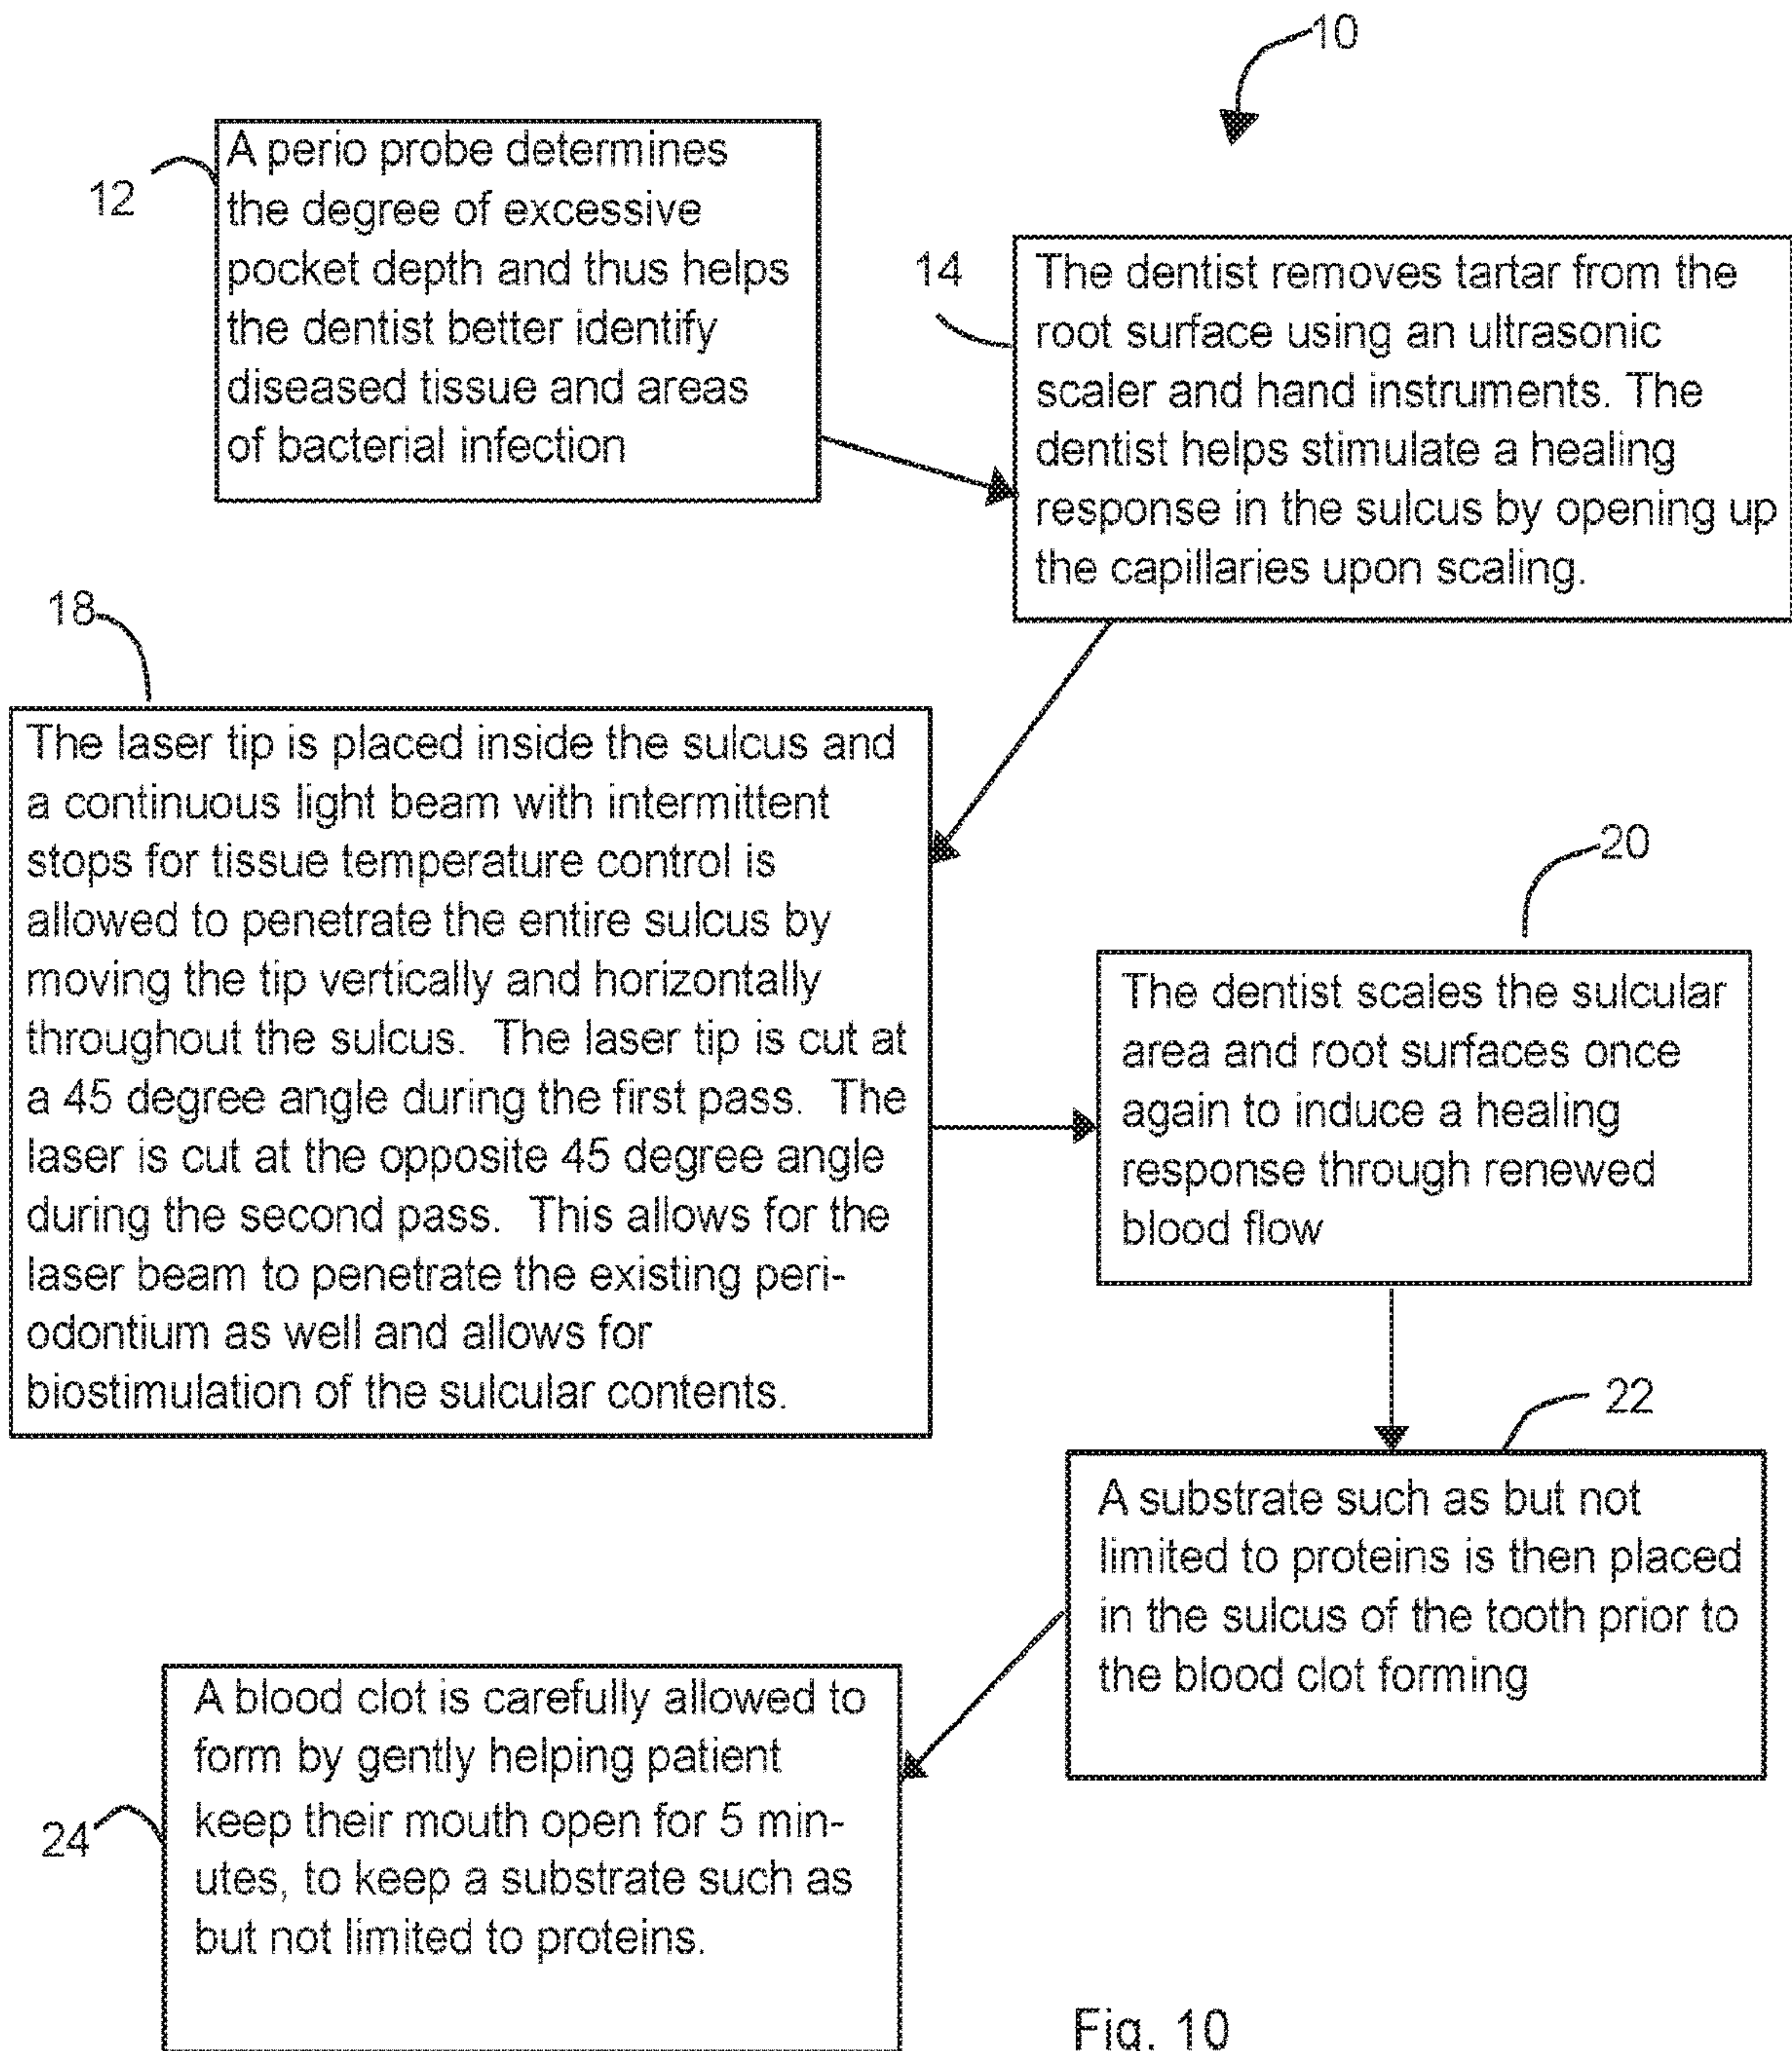 10
12
A perio probe determines
the degree of excessive
pocket depth and thus helps
the dentist better identify
diseased tissue and areas
of bacterial infection
14
The dentist removes tartar from the
root surface using an ultrasonic
scaler and hand instruments. The
dentist helps stimulate a healing
response in the sulcus by opening up
the capillaries upon scaling.
18
The laser tip is placed inside the sulcus and
a continuous light beam with intermittent
stops for tissue temperature control is
allowed to penetrate the entire sulcus by
moving the tip vertically and horizontally
throughout the sulcus. The laser tip is cut at
a 45 degree angle during the first pass. The
laser is cut at the opposite 45 degree angle
during the second pass. This allows for the
laser beam to penetrate the existing peri-
odontium as well and allows for
biostimulation of the sulcular contents.
20
The dentist scales the sulcular
area and root surfaces once
again to induce a healing
response through renewed
blood flow
22
A substrate such as but not
limited to proteins is then placed
in the sulcus of the tooth prior to
the blood clot forming
24
A blood clot is carefully allowed to
form by gently helping patient
keep their mouth open for 5 min-
utes, to keep a substrate such as
but not limited to proteins.
Fig. 10